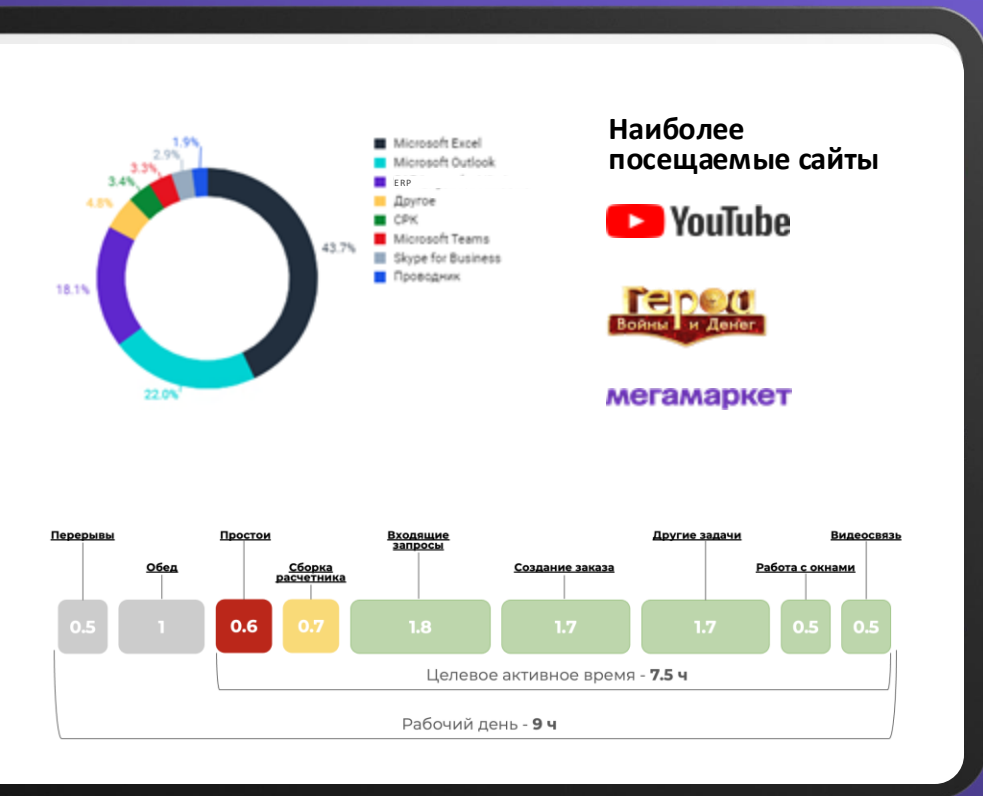 1.9%
2.9%
3.3%
3.4%
4.8%
18.1%
22.0%
43.7%
Microsoft Excel
Microsoft Outlook
ERP
Другое
СРК
Microsoft Teams
Skype for Business
Проводник
Наиболее
посещаемые сайты
YouTube
Герои
Войны и Денег
мегамаркет
Перерывы
Обед
Простои
Сборка
расчетника
Входящие
запросы
Создание заказа
Другие задачи
Работа с окнами
Видеосвязь
0.5
1
0.6
0.7
1.8
1.7
1.7
0.5
0.5
Целевое активное время - 7.5 ч
Рабочий день - 9 ч